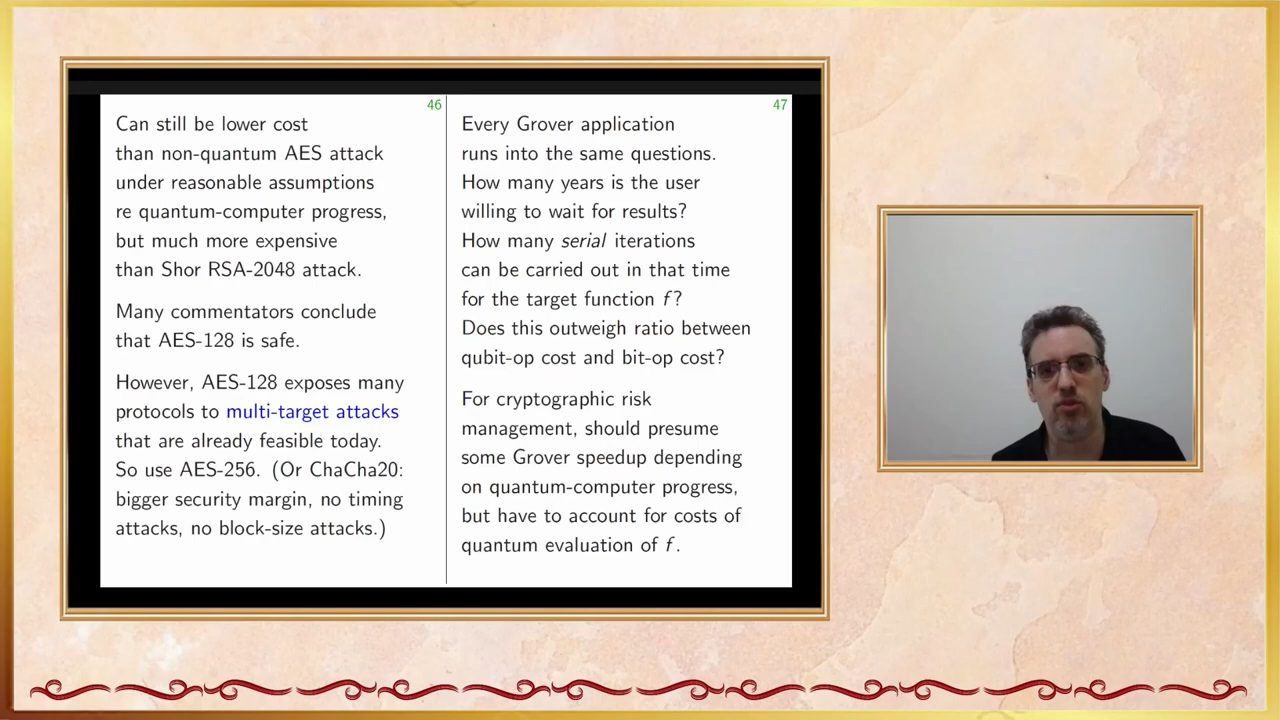 46
Can still be lower cost
than non-quantum AES attack
under reasonable assumptions
re quantum-computer progress,
but much more expensive
than Shor RSA-2048 attack.
Many commentators conclude
that AES-128 is safe.
However, AES-128 exposes many
protocols to multi-target attacks
that are already feasible today.
So use AES-256. (Or ChaCha20:
bigger security margin, no timing
attacks, no block-size attacks.)
47
Every Grover application
runs into the same questions.
How many years is the user
willing to wait for results?
How many serial iterations
can be carried out in that time
for the target function f?
Does this outweigh ratio between
qubit-op cost and bit-op cost?
For cryptographic risk
management, should presume
some Grover speedup depending
on quantum-computer progress,
but have to account for costs of
quantum evaluation of f.